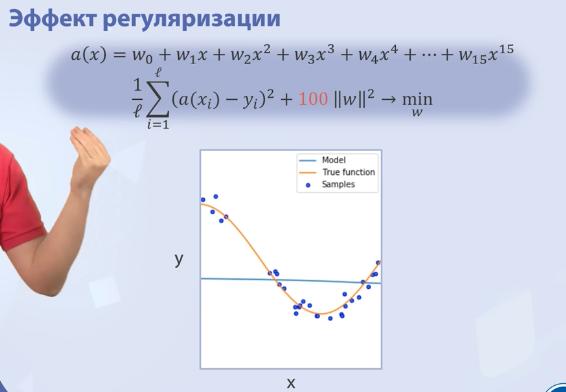 Эффект регуляризации
a(x) = w₀ + w₁x + w₂x² + w₃x³ + w₄x⁴ + ⋯ + w₁₅x¹⁵
1/ℓ ∑_{i=1}^{ℓ} (a(xᵢ) − yᵢ)² + 100 ‖w‖² → min_w
Model
True function
Samples
y
x